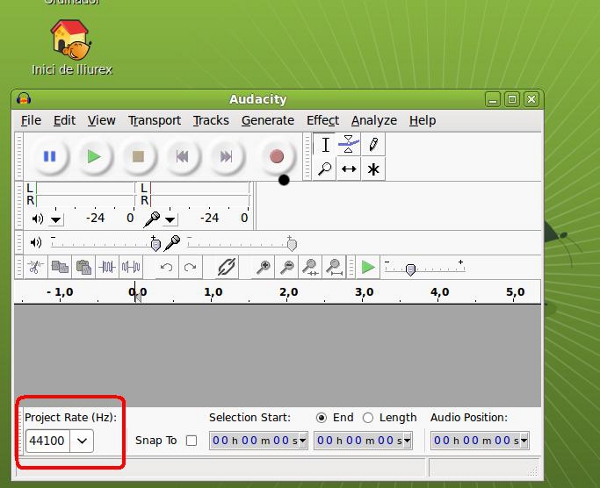 Ordinador
Inici de lliurex
Audacity
File Edit View Transport Tracks Generate Effect Analyze Help
L L
R R
-24 0 -24 0
- + - +
- +
- 1,0 0,0 1,0 2,0 3,0 4,0 5,0
Project Rate (Hz): Selection Start: End Length Audio Position:
44100 Snap To 00 h 00 m 00 s 00 h 00 m 00 s 00 h 00 m 00 s